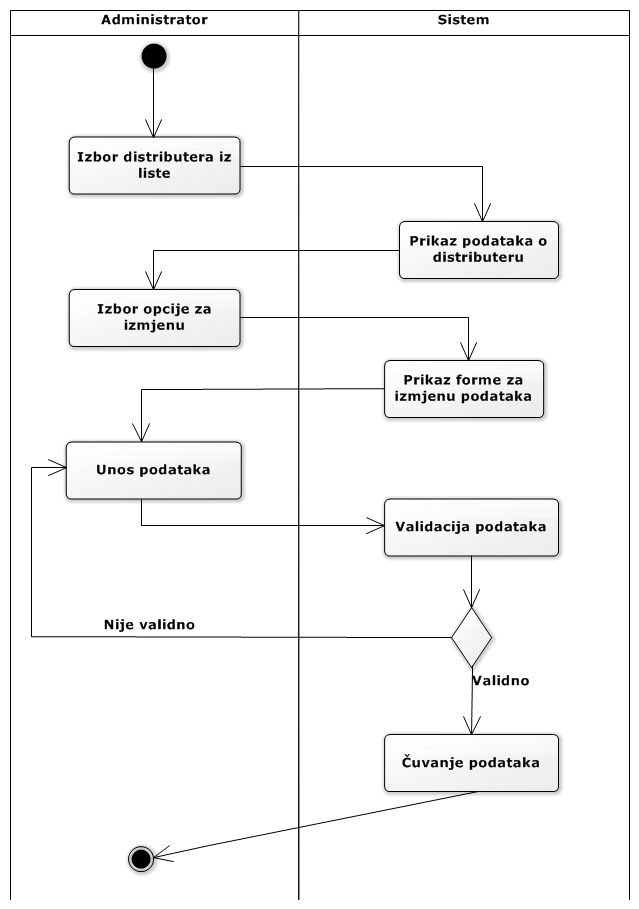 Administrator
Sistem
Izbor distributera iz
liste
Prikaz podataka o
distributeru
Izbor opcije za
izmjenu
Prikaz forme za
izmjenu podataka
Unos podataka
Validacija podataka
Nije validno
Validno
Čuvanje podataka